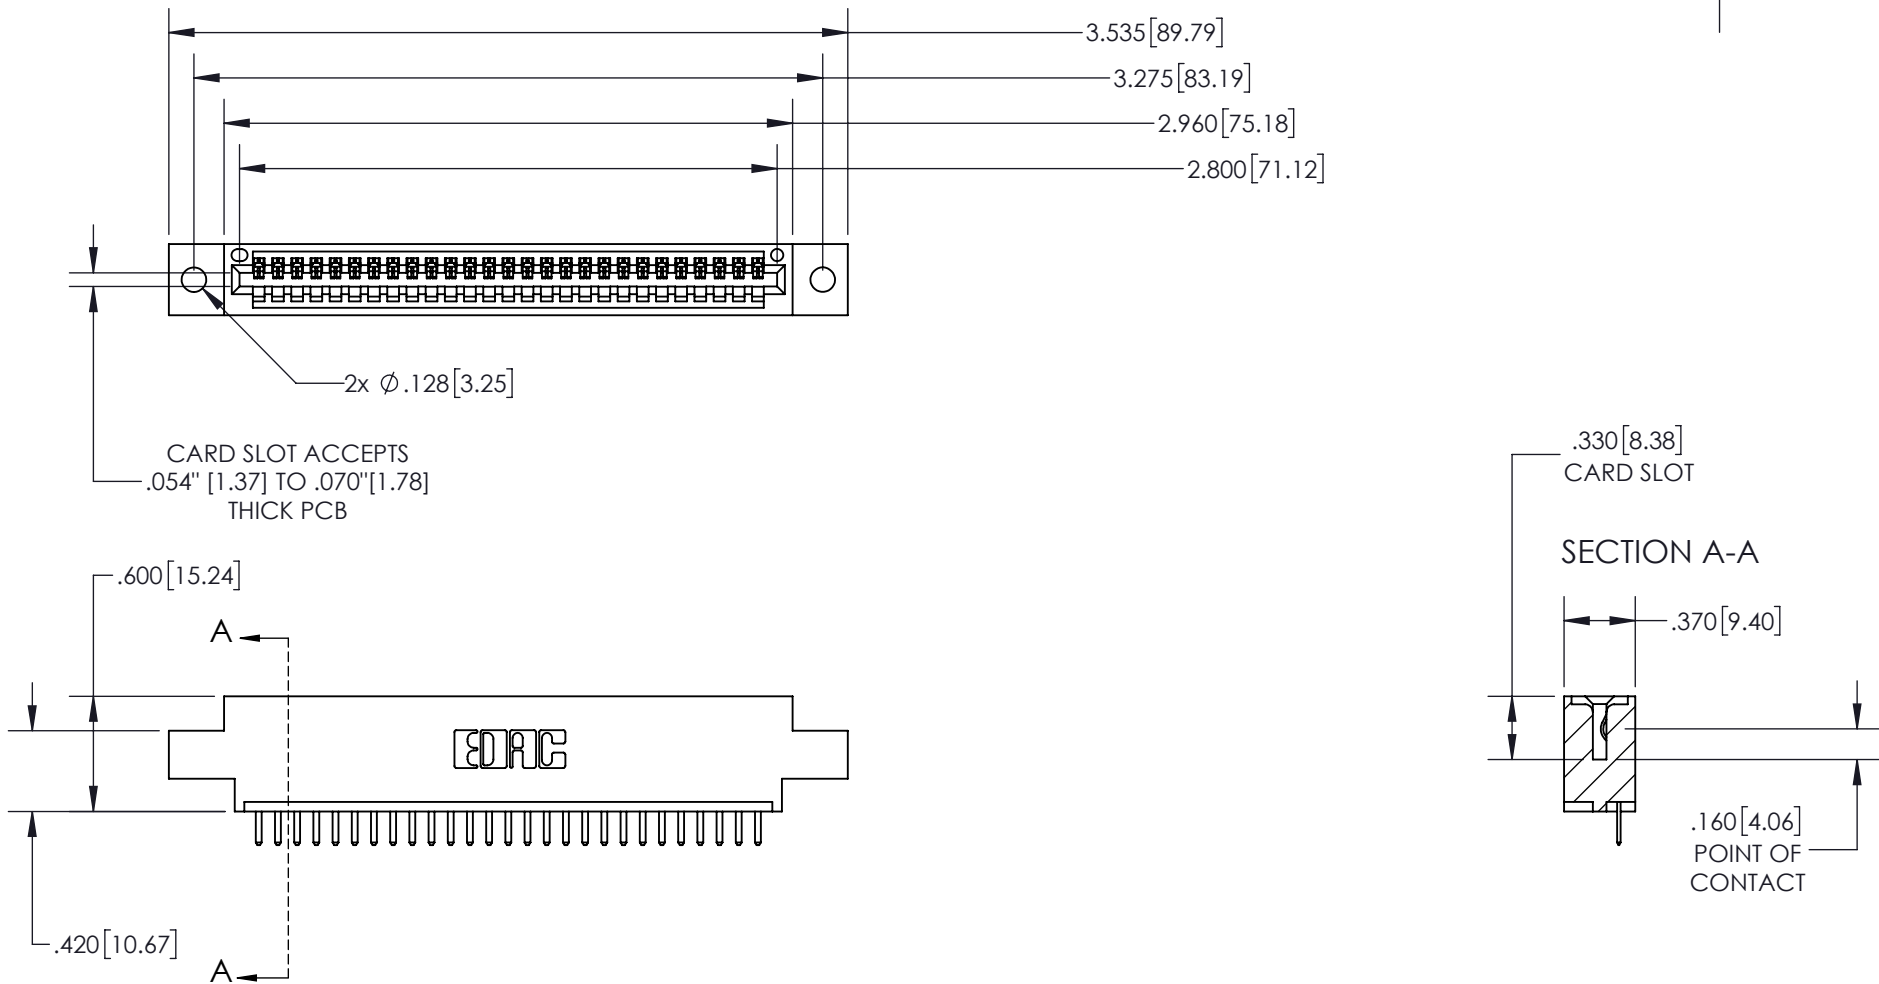 3.535[89.79]
3.275[83.19]
2.960[75.18]
2.800[71.12]
2x Ø.128[3.25]
CARD SLOT ACCEPTS
.054" [1.37] TO .070"[1.78]
THICK PCB
.330[8.38]
CARD SLOT
SECTION A-A
.600[15.24]
.370[9.40]
A
EDAC
.160[4.06]
POINT OF
CONTACT
.420[10.67]
A